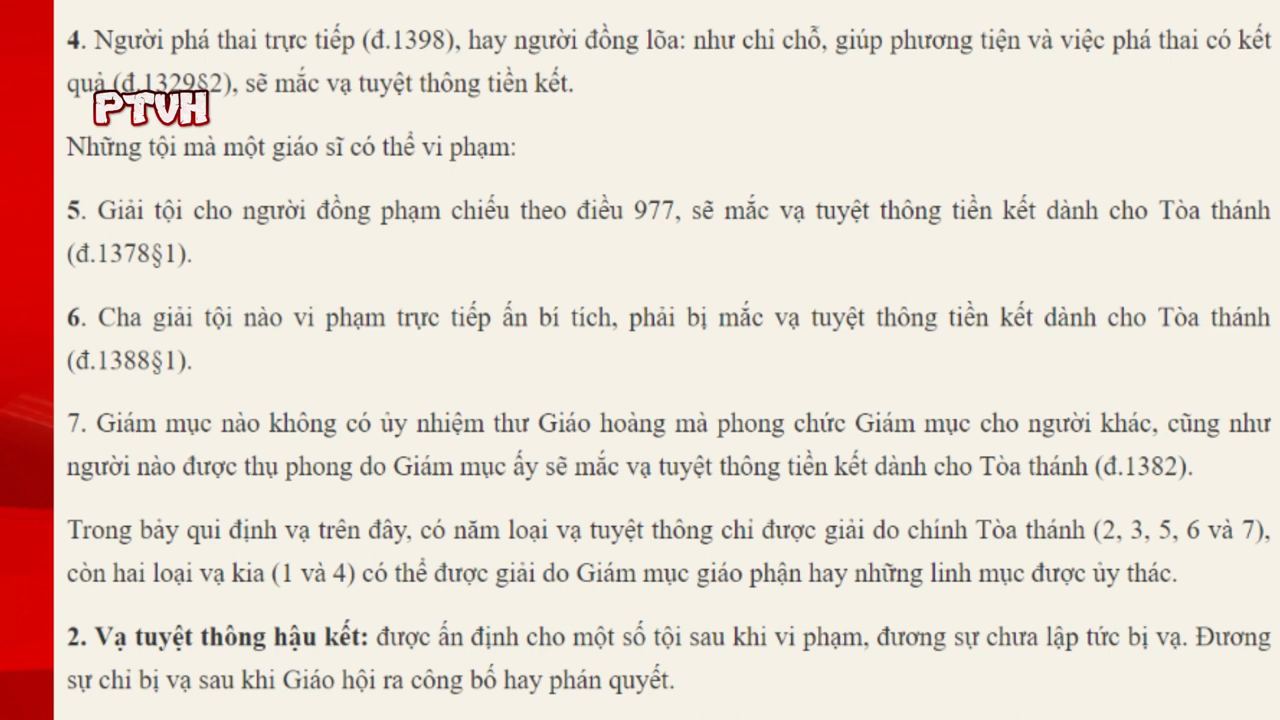 4. Người phá thai trực tiếp (đ.1398), hay người đồng lõa: như chỉ chỗ, giúp phương tiện và việc phá thai có kết
quả (đ.1329§2), sẽ mắc vạ tuyệt thông tiền kết.
PTVH
Những tội mà một giáo sĩ có thể vi phạm:
5. Giải tội cho người đồng phạm chiếu theo điều 977, sẽ mắc vạ tuyệt thông tiền kết dành cho Tòa thánh
(đ.1378§1).
6. Cha giải tội nào vi phạm trực tiếp ấn bí tích, phải bị mắc vạ tuyệt thông tiền kết dành cho Tòa thánh
(đ.1388§1).
7. Giám mục nào không có ủy nhiệm thư Giáo hoàng mà phong chức Giám mục cho người khác, cũng như
người nào được thụ phong do Giám mục ấy sẽ mắc vạ tuyệt thông tiền kết dành cho Tòa thánh (đ.1382).
Trong bảy qui định vạ trên đây, có năm loại vạ tuyệt thông chỉ được giải do chính Tòa thánh (2, 3, 5, 6 và 7),
còn hai loại vạ kia (1 và 4) có thể được giải do Giám mục giáo phận hay những linh mục được ủy thác.
2. Vạ tuyệt thông hậu kết: được ấn định cho một số tội sau khi vi phạm, đương sự chưa lập tức bị vạ. Đương
sự chỉ bị vạ sau khi Giáo hội ra công bố hay phán quyết.